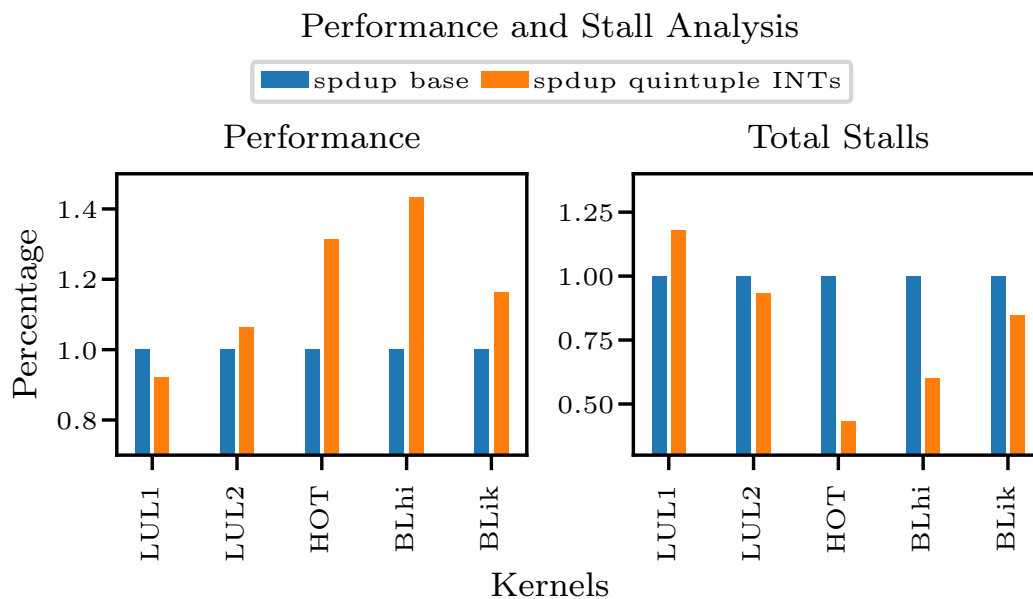 Performance and Stall Analysis
spdup base spdup quintuple INTs
Performance
Total Stalls
Percentage
1.4
1.2
1.0
0.8
1.25
1.00
0.75
0.50
LUL1
LUL2
HOT
BLhi
BLik
LUL1
LUL2
HOT
BLhi
BLik
Kernels